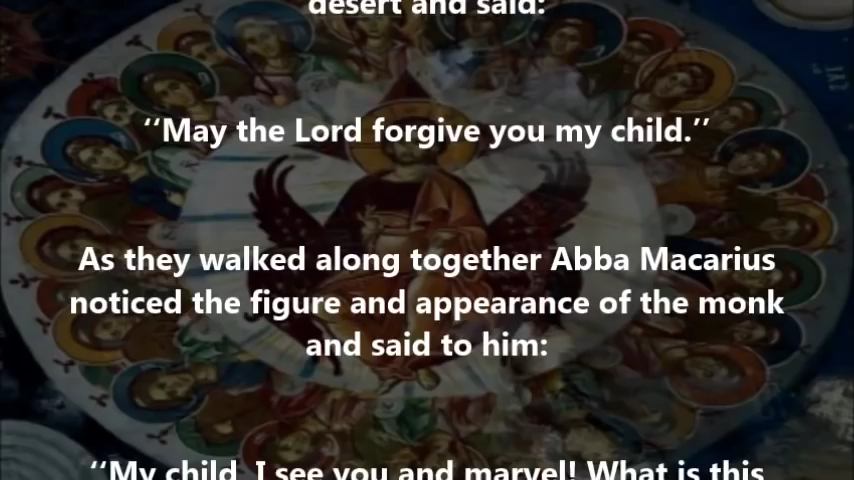 desert and said:
‘‘May the Lord forgive you my child.’’
As they walked along together Abba Macarius
noticed the figure and appearance of the monk
and said to him:
‘‘My child, I see you and marvel! What is this